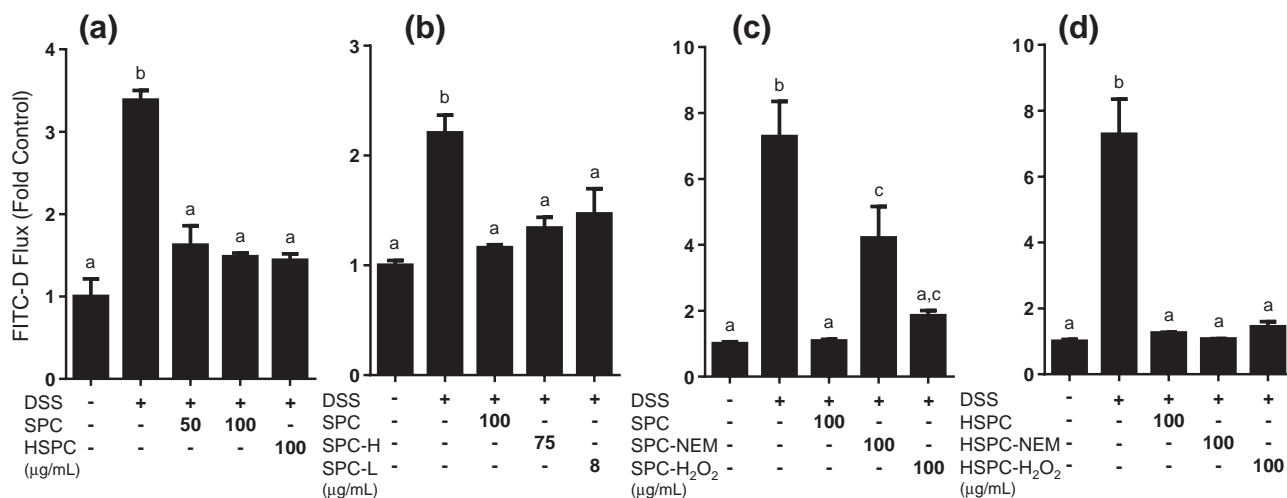 (a) (b) (c) (d)
FITC-D Flux (Fold Control)
4
3
2
1
0
a b a a a
DSS - + + + +
SPC - - 50 100 -
HSPC - - - - 100
(μg/mL)
3
2
1
0
a b a a a
DSS - + + + +
SPC - - 100 - -
SPC-H - - - 75 -
SPC-L - - - - 8
(μg/mL)
10
8
6
4
2
0
a b a c a,c
DSS - + + + +
SPC - - 100 - -
SPC-NEM - - - 100 -
SPC-H₂O₂ - - - - 100
(μg/mL)
10
8
6
4
2
0
a b a a a
DSS - + + + +
HSPC - - 100 - -
HSPC-NEM - - - 100 -
HSPC-H₂O₂ - - - - 100
(μg/mL)